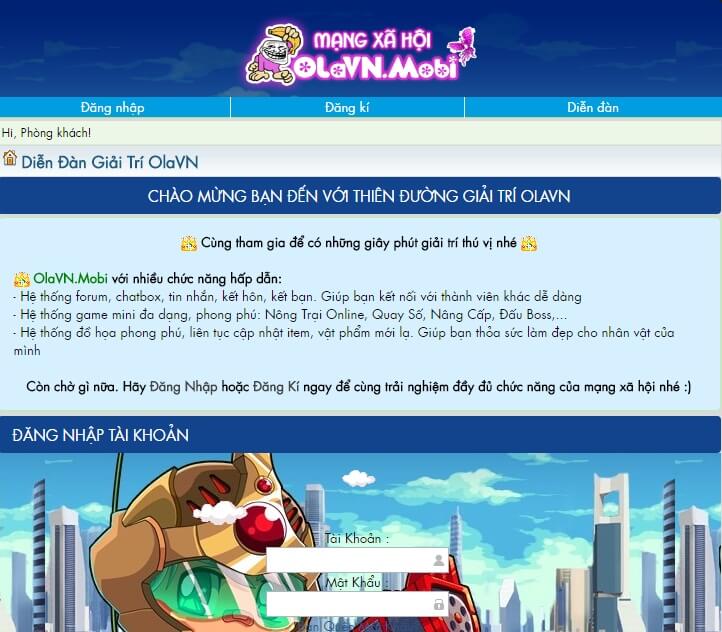 MẠNG XÃ HỘI
OLaVN.Mobi
Đăng nhập Đăng kí Diễn đàn
Hi, Phòng khách!
Diễn Đàn Giải Trí OlaVN
CHÀO MỪNG BẠN ĐẾN VỚI THIÊN ĐƯỜNG GIẢI TRÍ OLAVN
Cùng tham gia để có những giây phút giải trí thú vị nhé
OlaVN.Mobi với nhiều chức năng hấp dẫn:
- Hệ thống forum, chatbox, tin nhắn, kết hôn, kết bạn. Giúp bạn kết nối với thành viên khác dễ dàng
- Hệ thống game mini đa dạng, phong phú: Nông Trại Online, Quay Số, Nâng Cấp, Đấu Boss,...
- Hệ thống đồ họa phong phú, liên tục cập nhật item, vật phẩm mới lạ. Giúp bạn thỏa sức làm đẹp cho nhân vật của
mình
Còn chờ gì nữa. Hãy Đăng Nhập hoặc Đăng Kí ngay để cùng trải nghiệm đầy đủ chức năng của mạng xã hội nhé :)
ĐĂNG NHẬP TÀI KHOẢN
Tài Khoản :
Mật Khẩu :